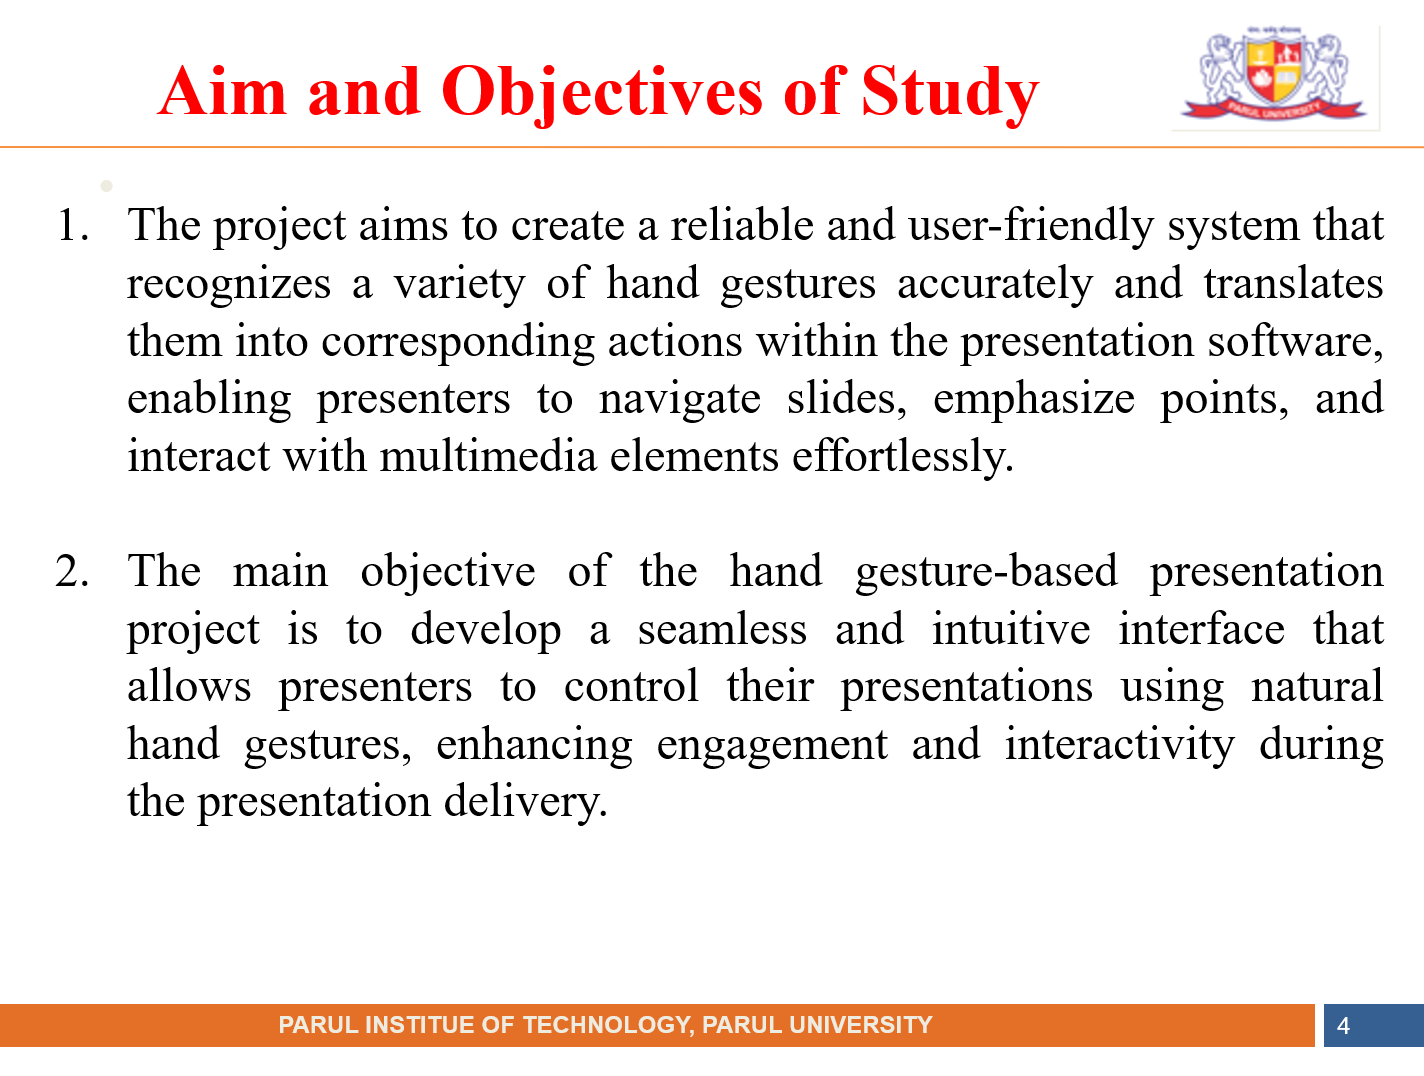 Aim and Objectives of Study
PARUL UNIVERSITY
1. The project aims to create a reliable and user-friendly system that
recognizes a variety of hand gestures accurately and translates
them into corresponding actions within the presentation software,
enabling presenters to navigate slides, emphasize points, and
interact with multimedia elements effortlessly.
2. The main objective of the hand gesture-based presentation
project is to develop a seamless and intuitive interface that
allows presenters to control their presentations using natural
hand gestures, enhancing engagement and interactivity during
the presentation delivery.
PARUL INSTITUE OF TECHNOLOGY, PARUL UNIVERSITY
4